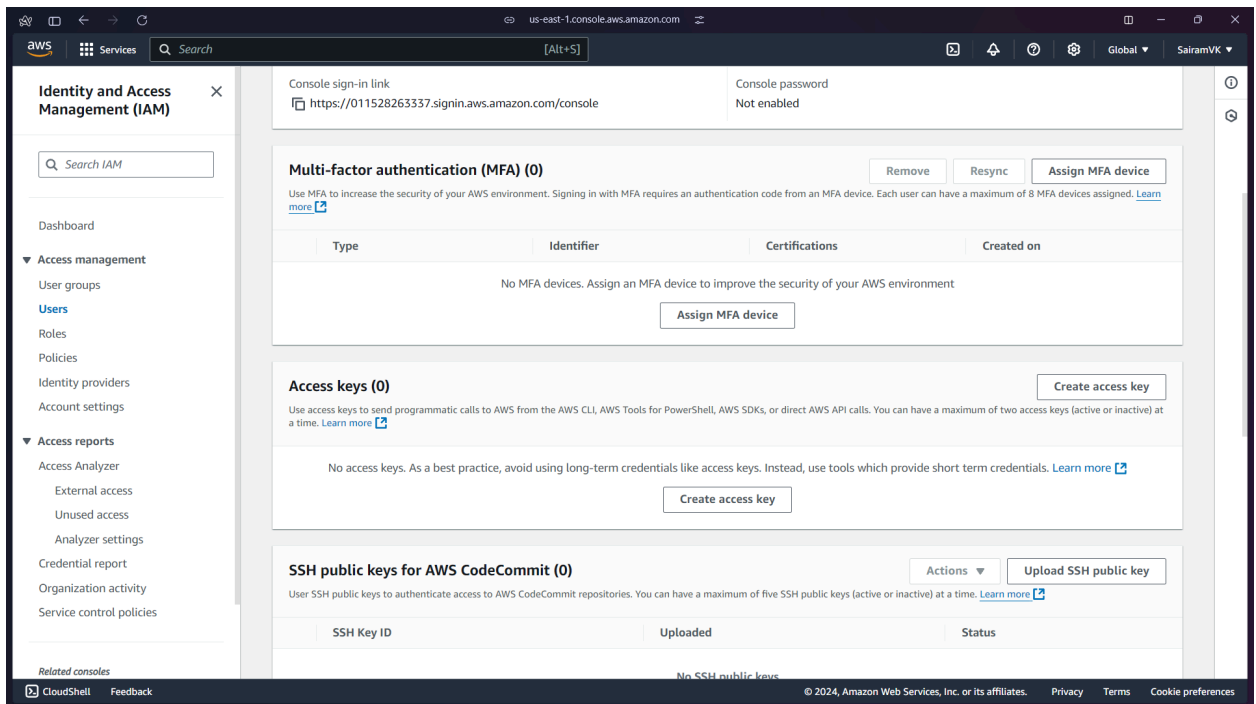 us-east-1.console.aws.amazon.com
aws Services Search [Alt+S] Global ▼ SairamVK ▼
Identity and Access
Management (IAM)
Search IAM
Dashboard
Access management
User groups
Users
Roles
Policies
Identity providers
Account settings
Access reports
Access Analyzer
External access
Unused access
Analyzer settings
Credential report
Organization activity
Service control policies
Related consoles
Console sign-in link
https://011528263337.signin.aws.amazon.com/console
Console password
Not enabled
Multi-factor authentication (MFA) (0)
Remove Resync Assign MFA device
Use MFA to increase the security of your AWS environment. Signing in with MFA requires an authentication code from an MFA device. Each user can have a maximum of 8 MFA devices assigned. Learn
more
Type Identifier Certifications Created on
No MFA devices. Assign an MFA device to improve the security of your AWS environment
Assign MFA device
Access keys (0)
Create access key
Use access keys to send programmatic calls to AWS from the AWS CLI, AWS Tools for PowerShell, AWS SDKs, or direct AWS API calls. You can have a maximum of two access keys (active or inactive) at
a time. Learn more
No access keys. As a best practice, avoid using long-term credentials like access keys. Instead, use tools which provide short term credentials. Learn more
Create access key
SSH public keys for AWS CodeCommit (0)
Actions ▼ Upload SSH public key
User SSH public keys to authenticate access to AWS CodeCommit repositories. You can have a maximum of five SSH public keys (active or inactive) at a time. Learn more
SSH Key ID Uploaded Status
No SSH public keys
CloudShell Feedback © 2024, Amazon Web Services, Inc. or its affiliates. Privacy Terms Cookie preferences